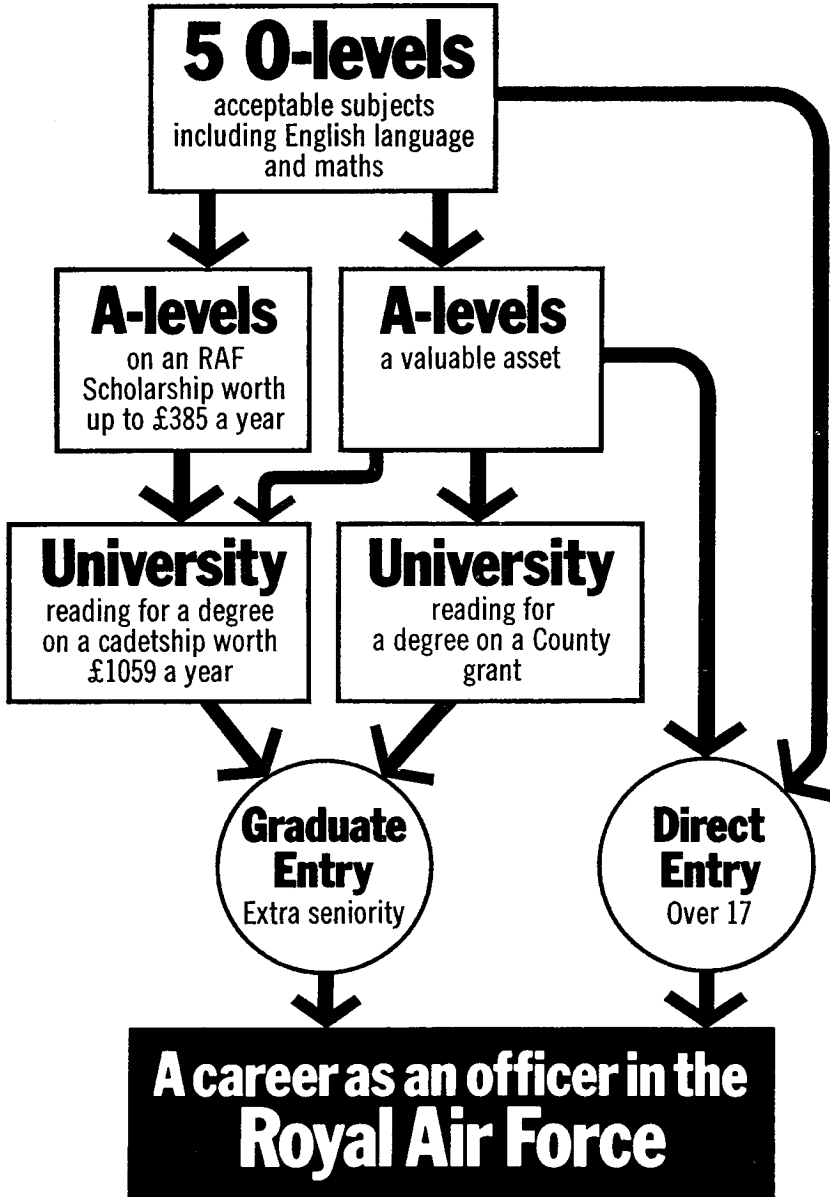 5 O-levels
acceptable subjects
including English language
and maths
A-levels
on an RAF
Scholarship worth
up to £385 a year
A-levels
a valuable asset
University
reading for a degree
on a cadetship worth
£1059 a year
University
reading for
a degree on a County
grant
Graduate
Entry
Extra seniority
Direct
Entry
Over 17
A career as an officer in the
Royal Air Force